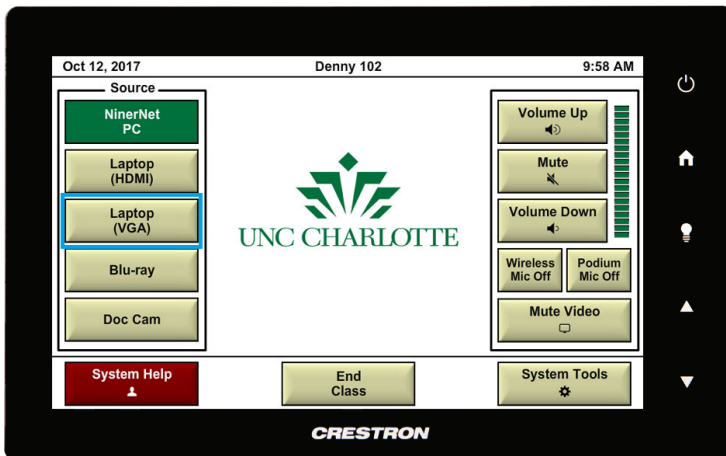 Oct 12, 2017
Denny 102
9:58 AM
Source
NinerNet
PC
Laptop
(HDMI)
Laptop
(VGA)
Blu-ray
Doc Cam
UNC CHARLOTTE
Volume Up
Mute
Volume Down
Wireless
Mic Off
Podium
Mic Off
Mute Video
System Help
End
Class
System Tools
CRESTRON